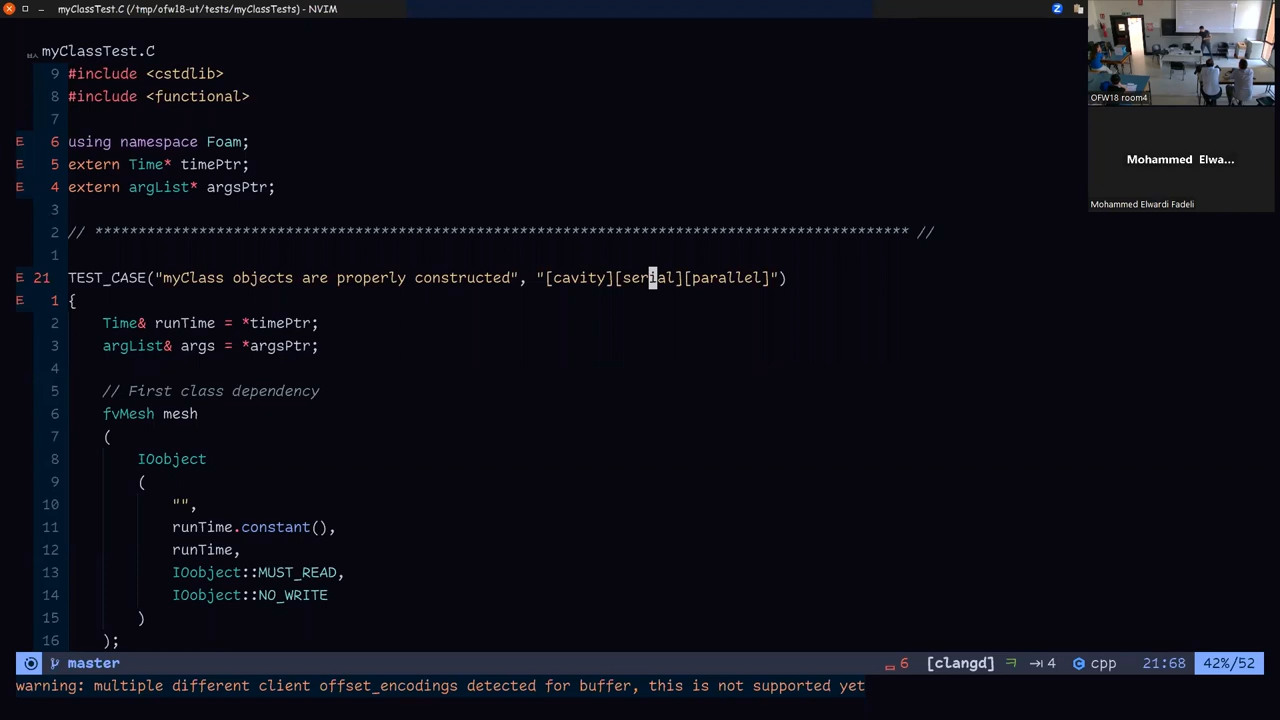 myClassTest.C (/tmp/ofw18-ut/tests/myClassTests) - NVIM
myClassTest.C
9 #include <cstdlib>
8 #include <functional>
7
E 6 using namespace Foam;
E 5 extern Time* timePtr;
E 4 extern argList* argsPtr;
3
2 // ********************************************************************************************** //
1
E 21 TEST_CASE("myClass objects are properly constructed", "[cavity][serial][parallel]")
E 1 {
2 Time& runTime = *timePtr;
3 argList& args = *argsPtr;
4
5 // First class dependency
6 fvMesh mesh
7 (
8 IOobject
9 (
10 "",
11 runTime.constant(),
12 runTime,
13 IOobject::MUST_READ,
14 IOobject::NO_WRITE
15 )
16 );
master 6 [clangd] 4 cpp 21:68 42%/52
warning: multiple different client offset_encodings detected for buffer, this is not supported yet
Z
OFW18 room4
Mohammed Elwa...
Mohammed Elwardi Fadeli